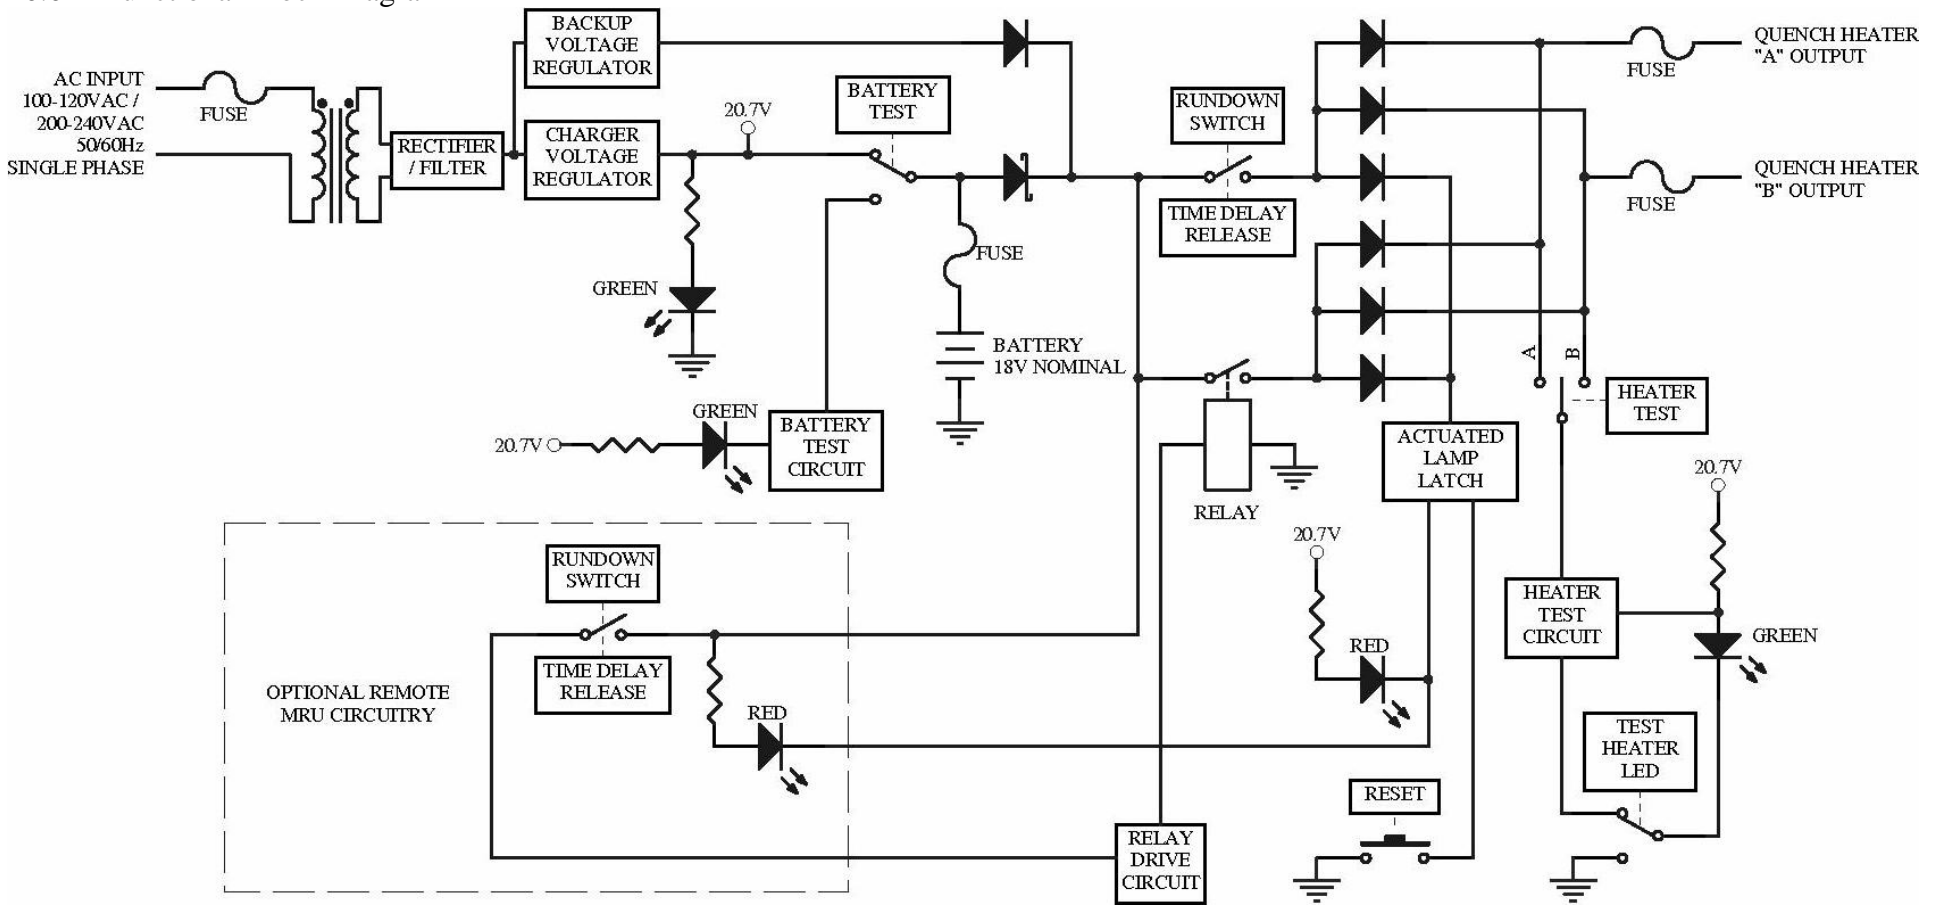 BACKUP
VOLTAGE
REGULATOR
AC INPUT
100-120VAC /
200-240VAC
50/60Hz
SINGLE PHASE
FUSE
RECTIFIER
/ FILTER
CHARGER
VOLTAGE
REGULATOR
20.7V
BATTERY
TEST
RUNDOWN
SWITCH
TIME DELAY
RELEASE
FUSE
QUENCH HEATER
"A" OUTPUT
FUSE
QUENCH HEATER
"B" OUTPUT
GREEN
FUSE
BATTERY
18V NOMINAL
A
B
HEATER
TEST
20.7V
GREEN
BATTERY
TEST
CIRCUIT
RELAY
ACTUATED
LAMP
LATCH
20.7V
20.7V
RUNDOWN
SWITCH
TIME DELAY
RELEASE
OPTIONAL REMOTE
MRU CIRCUITRY
RED
RED
HEATER
TEST
CIRCUIT
GREEN
TEST
HEATER
LED
RESET
RELAY
DRIVE
CIRCUIT